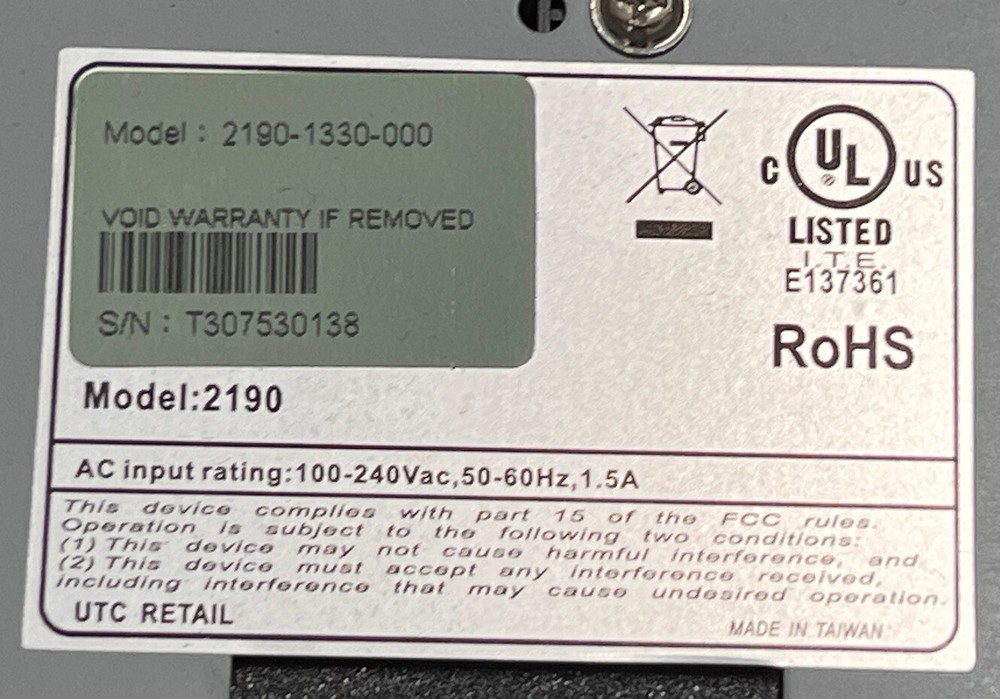 Model : 2190-1330-000
VOID WARRANTY IF REMOVED
S/N : T307530138
C UL US
LISTED
I.T.E.
E137361
RoHS
Model:2190
AC input rating:100-240Vac,50-60Hz,1.5A
This device complies with part 15 of the FCC rules.
Operation is subject to the following two conditions:
(1) This device may not cause harmful interference, and
(2) This device must accept any interference received,
including interference that may cause undesired operation.
UTC RETAIL
MADE IN TAIWAN